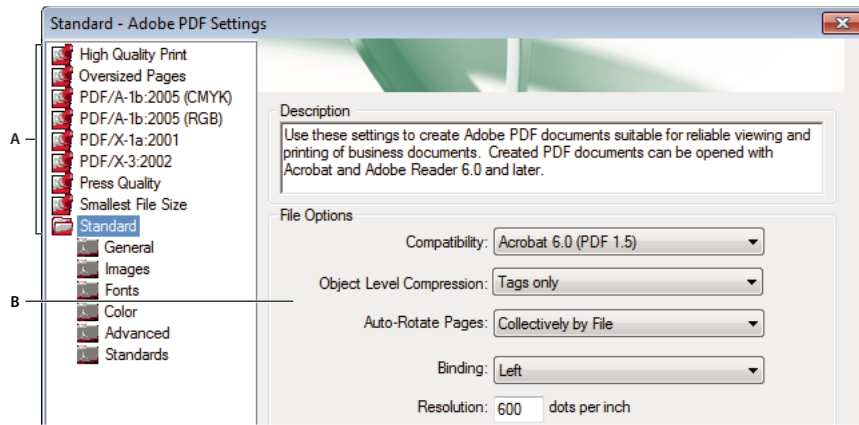 Standard - Adobe PDF Settings
A
High Quality Print
Oversized Pages
PDF/A-1b:2005 (CMYK)
PDF/A-1b:2005 (RGB)
PDF/X-1a:2001
PDF/X-3:2002
Press Quality
Smallest File Size
Standard
General
Images
Fonts
Color
Advanced
Standards
B
Description
Use these settings to create Adobe PDF documents suitable for reliable viewing and
printing of business documents.  Created PDF documents can be opened with
Acrobat and Adobe Reader 6.0 and later.
File Options
Compatibility: Acrobat 6.0 (PDF 1.5)
Object Level Compression: Tags only
Auto-Rotate Pages: Collectively by File
Binding: Left
Resolution: 600 dots per inch